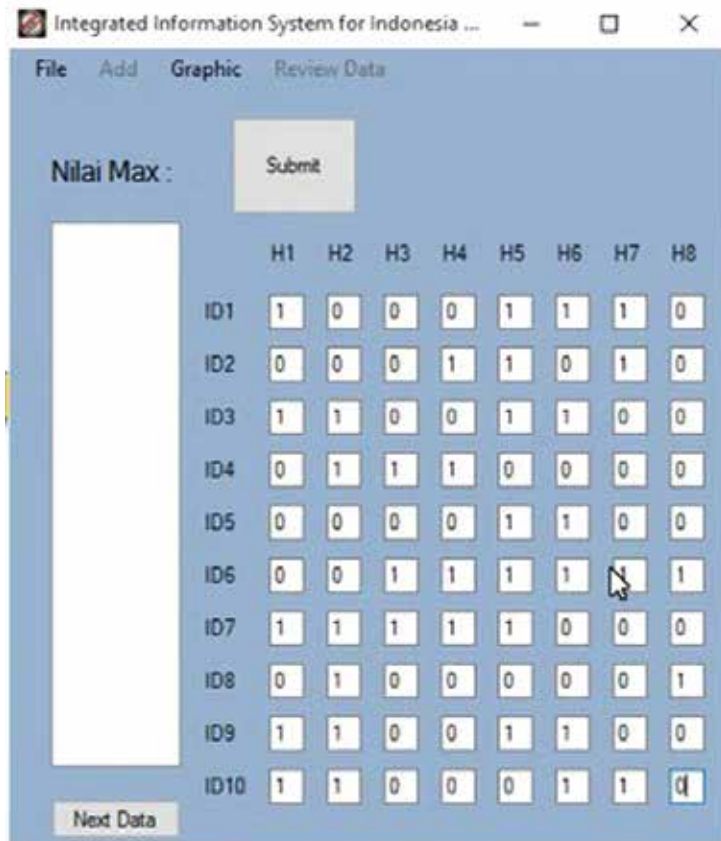 Integrated Information System for Indonesia ...
File Add Graphic Review Data
Nilai Max : Submit
H1 H2 H3 H4 H5 H6 H7 H8
ID1 1 0 0 0 1 1 1 0
ID2 0 0 0 1 1 0 1 0
ID3 1 1 0 0 1 1 0 0
ID4 0 1 1 1 0 0 0 0
ID5 0 0 0 0 1 1 0 0
ID6 0 0 1 1 1 1 1 1
ID7 1 1 1 1 1 0 0 0
ID8 0 1 0 0 0 0 0 1
ID9 1 1 0 0 1 1 0 0
ID10 1 1 0 0 0 1 1 0
Next Data